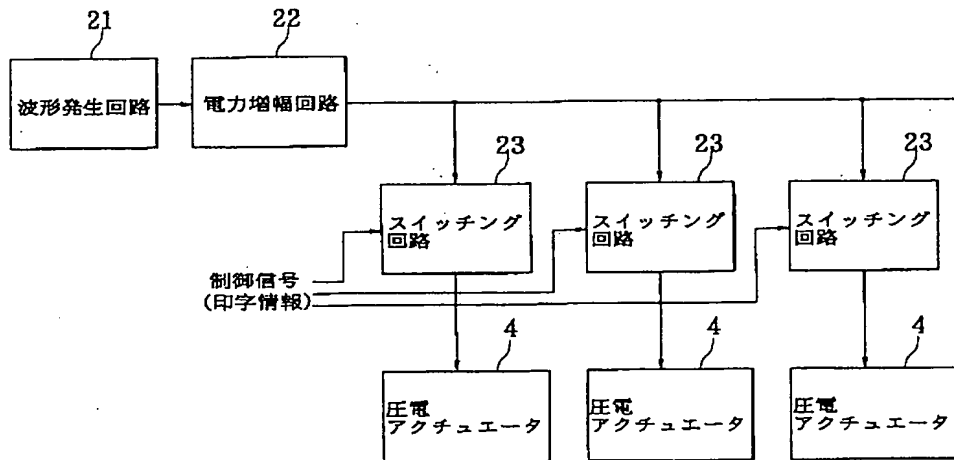 21
22
波形発生回路
電力増幅回路
23
23
23
スイッチング
回路
スイッチング
回路
スイッチング
回路
制御信号
(印字情報)
4
4
4
圧電
アクチュエータ
圧電
アクチュエータ
圧電
アクチュエータ